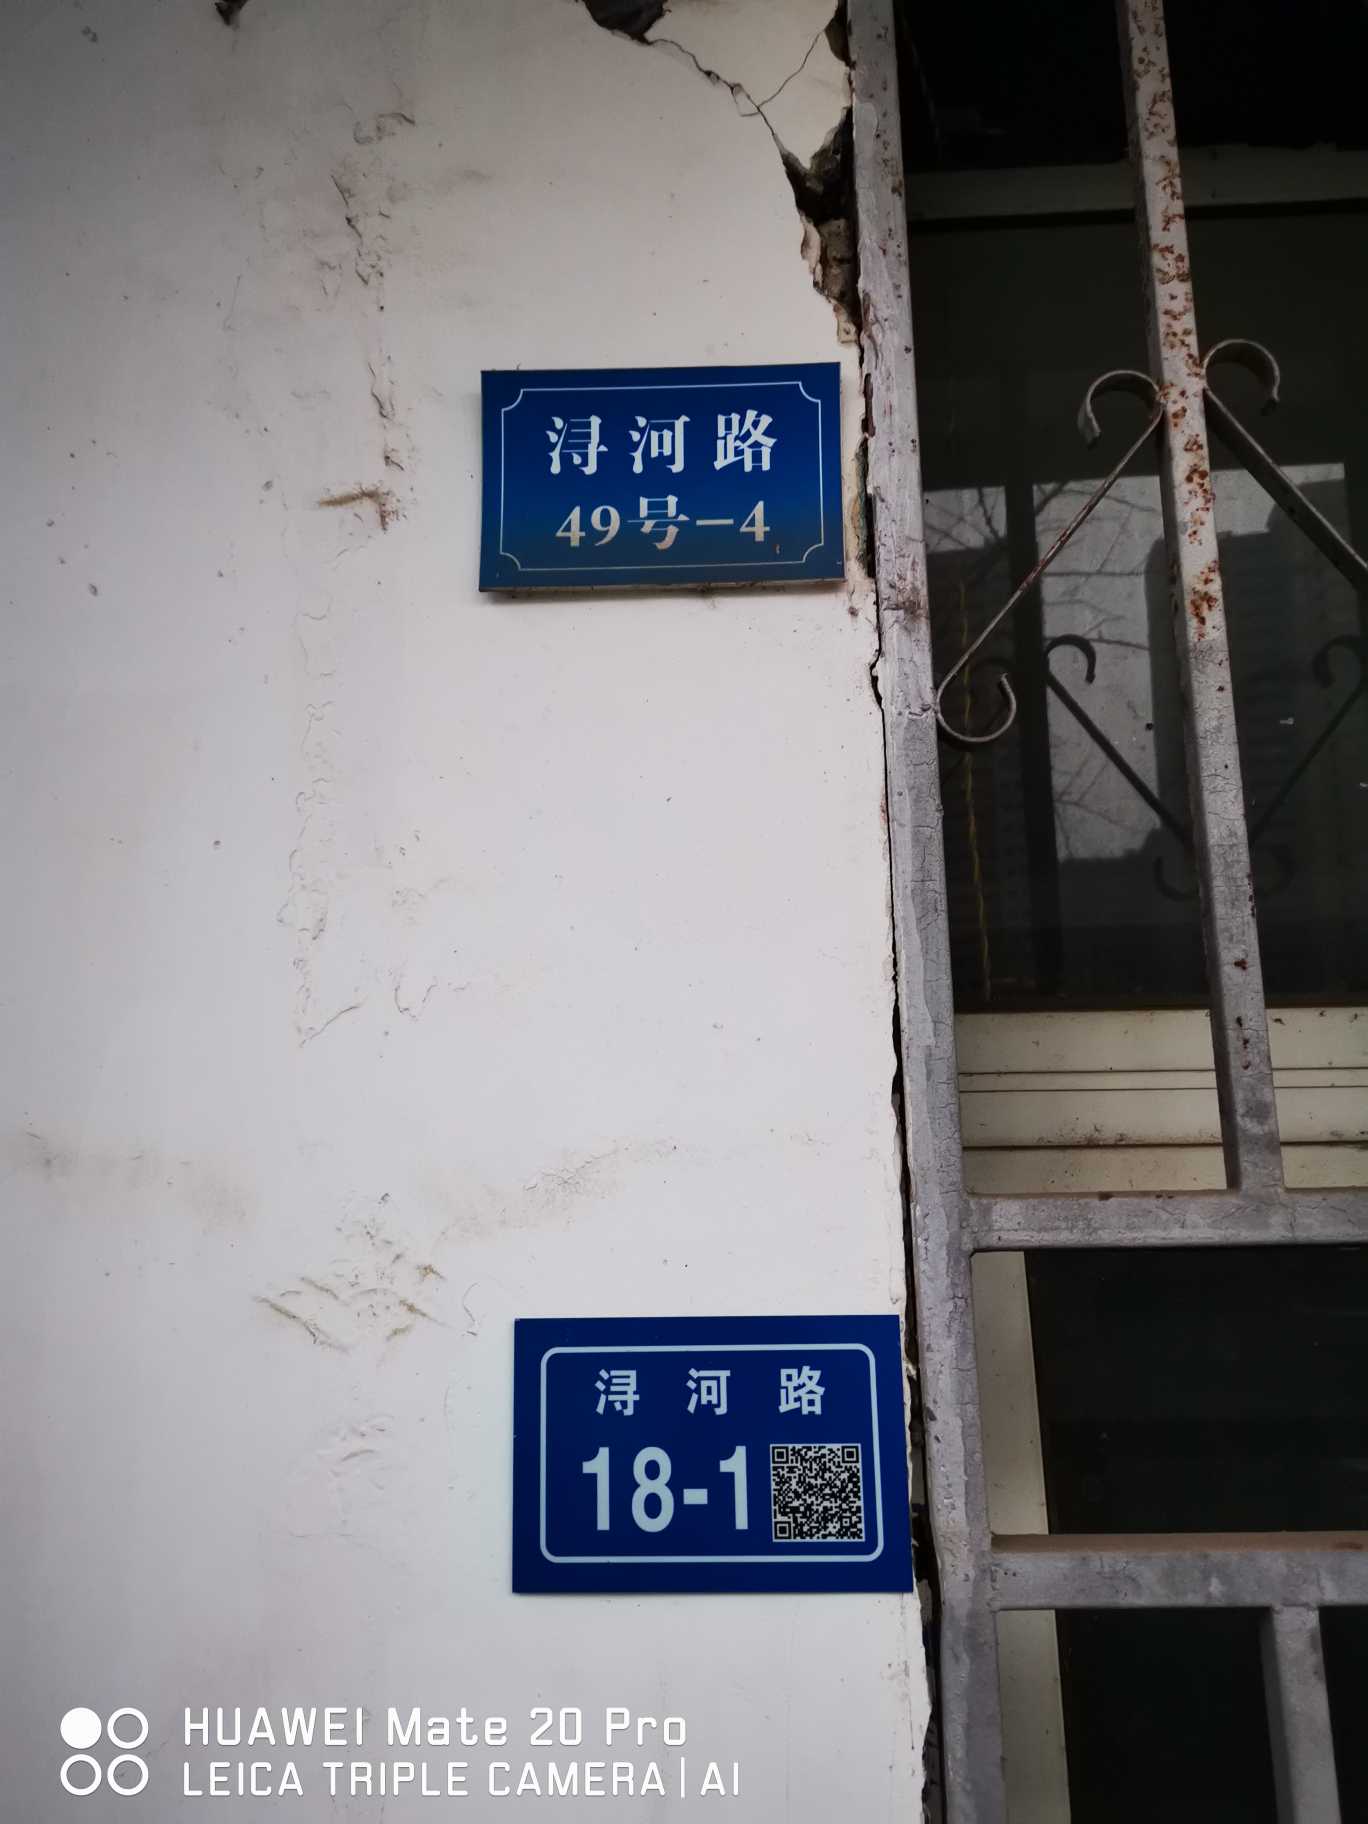 浔河路
49号-4
浔河路
18-1
HUAWEI Mate 20 Pro
LEICA TRIPLE CAMERA | AI